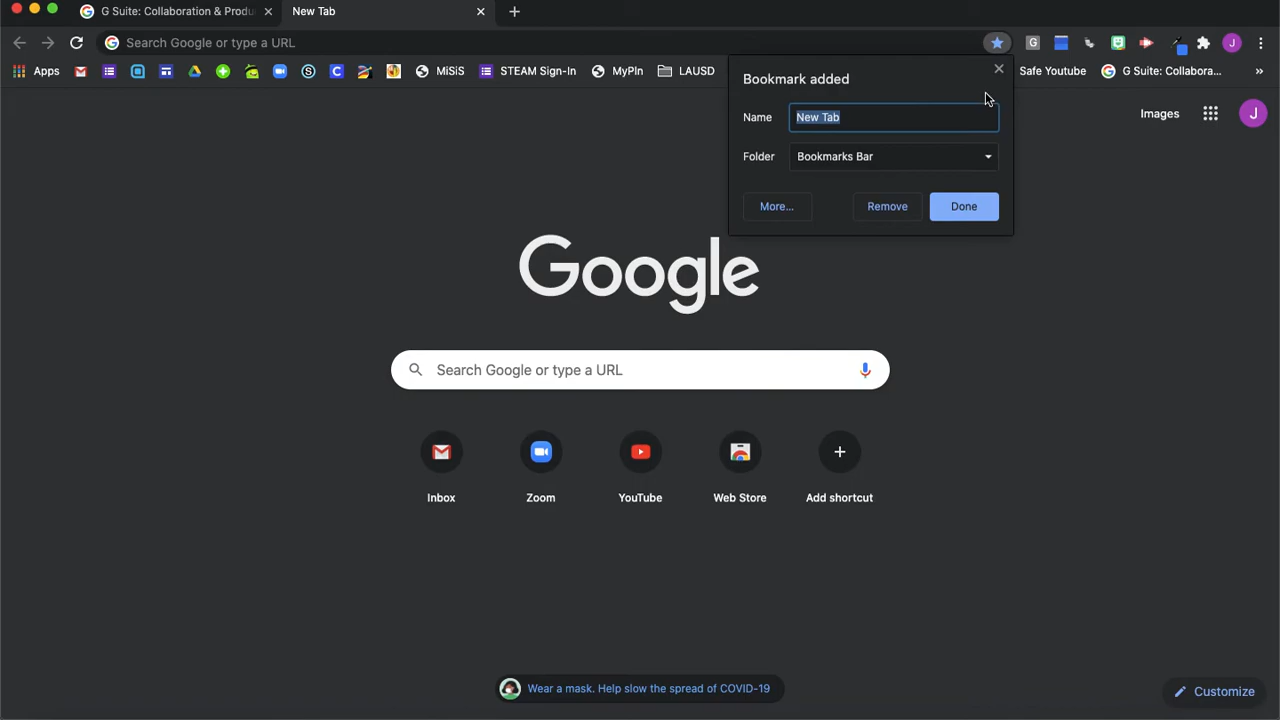 G Suite: Collaboration & Produ
New Tab
Search Google or type a URL
G
J
Apps
MiSiS
STEAM Sign-In
MyPln
LAUSD
Safe Youtube
G Suite: Collabora...
»
Bookmark added
Name
New Tab
Folder
Bookmarks Bar
More...
Remove
Done
Images
J
Google
Search Google or type a URL
Inbox
Zoom
YouTube
Web Store
Add shortcut
Wear a mask. Help slow the spread of COVID-19
Customize